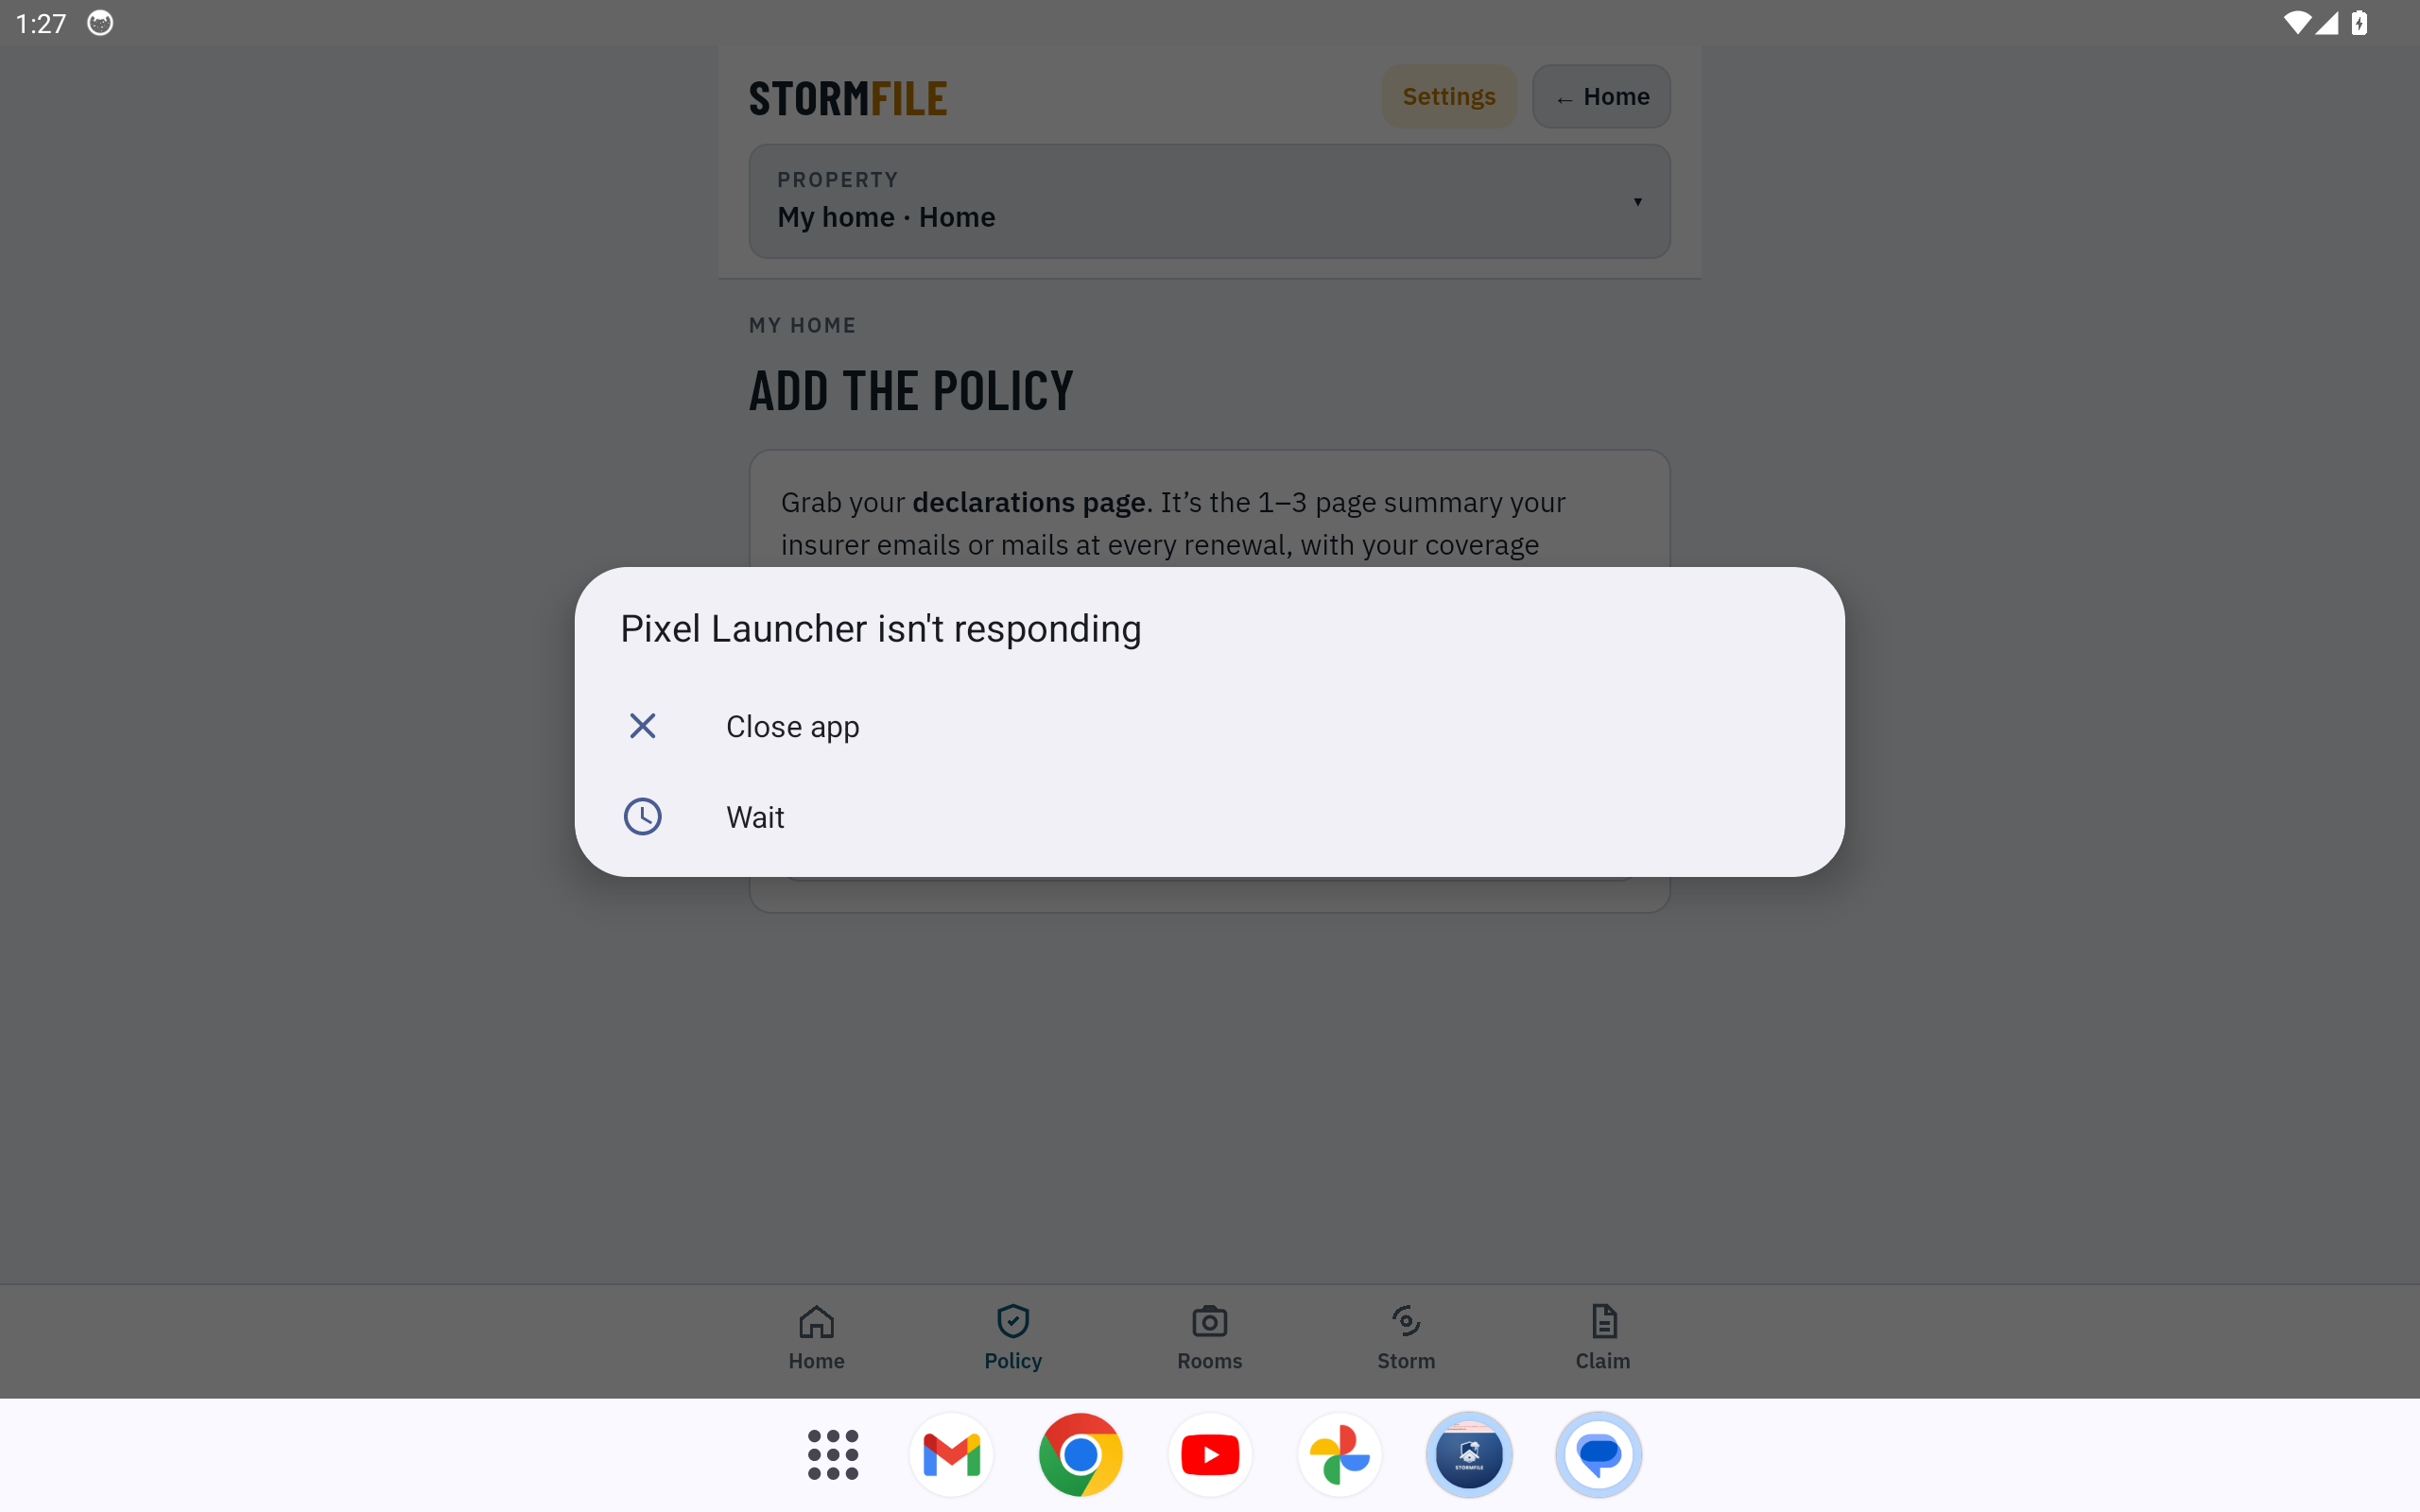 1:27
STORMFILE
Settings
← Home
PROPERTY
My home · Home
▼
MY HOME
ADD THE POLICY
Grab your declarations page. It’s the 1–3 page summary your
insurer emails or mails at every renewal, with your coverage
Pixel Launcher isn't responding
Close app
Wait
Home
Policy
Rooms
Storm
Claim
STORMFILE